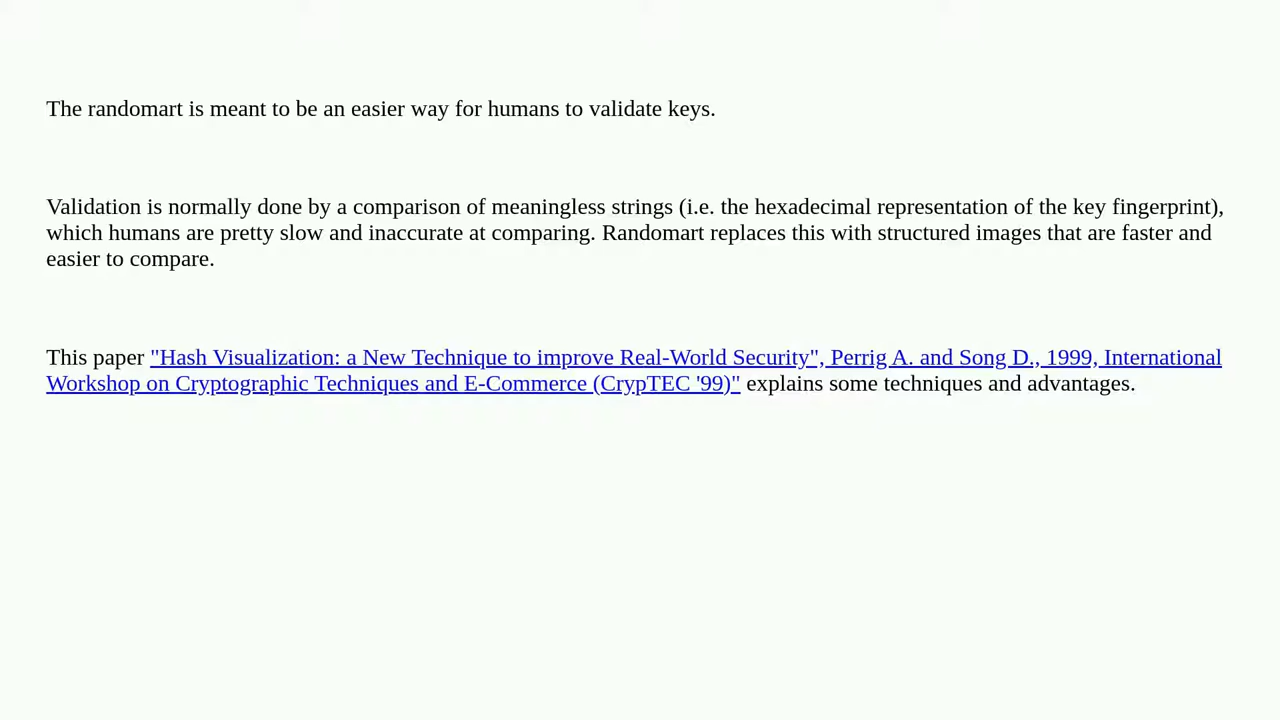 The randomart is meant to be an easier way for humans to validate keys.
Validation is normally done by a comparison of meaningless strings (i.e. the hexadecimal representation of the key fingerprint),
which humans are pretty slow and inaccurate at comparing. Randomart replaces this with structured images that are faster and
easier to compare.
This paper "Hash Visualization: a New Technique to improve Real-World Security", Perrig A. and Song D., 1999, International
Workshop on Cryptographic Techniques and E-Commerce (CrypTEC '99)" explains some techniques and advantages.